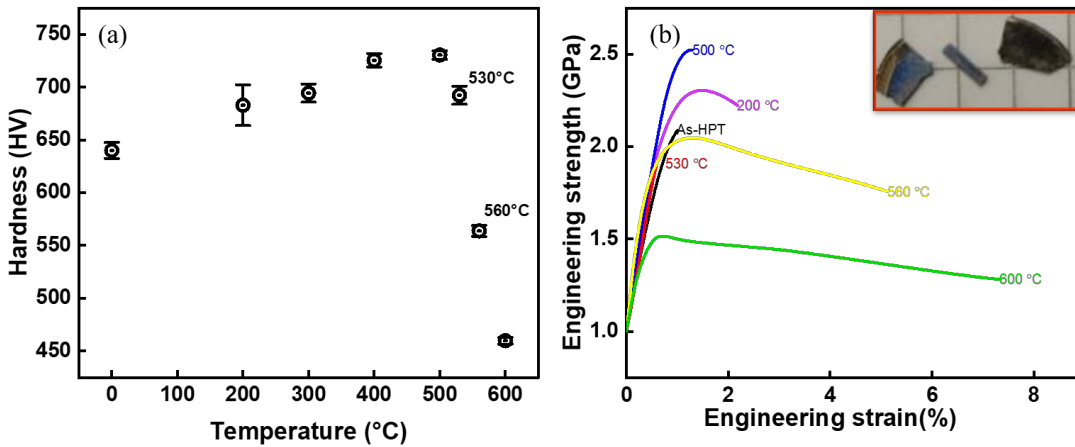 (a)
750
700
650
600
550
500
450
Hardness (HV)
530°C
560°C
0
100
200
300
400
500
600
Temperature (°C)
(b)
2.5
2.0
1.5
1.0
Engineering strength (GPa)
500 °C
200 °C
As-HPT
530 °C
560 °C
600 °C
0
2
4
6
8
Engineering strain(%)